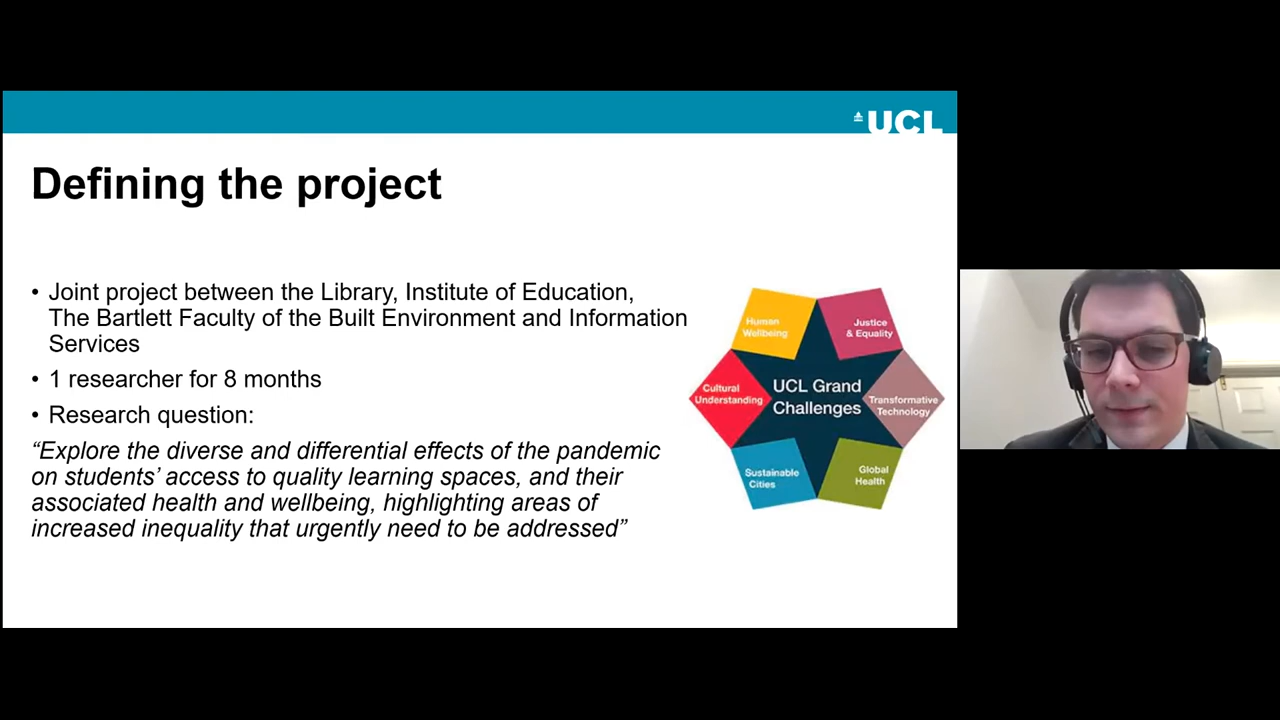 UCL
Defining the project
• Joint project between the Library, Institute of Education,
The Bartlett Faculty of the Built Environment and Information
Services
• 1 researcher for 8 months
• Research question:
“Explore the diverse and differential effects of the pandemic
on students’ access to quality learning spaces, and their
associated health and wellbeing, highlighting areas of
increased inequality that urgently need to be addressed”
Human
Wellbeing
Justice
& Equality
Cultural
Understanding
UCL Grand
Challenges
Transformative
Technology
Sustainable
Cities
Global
Health